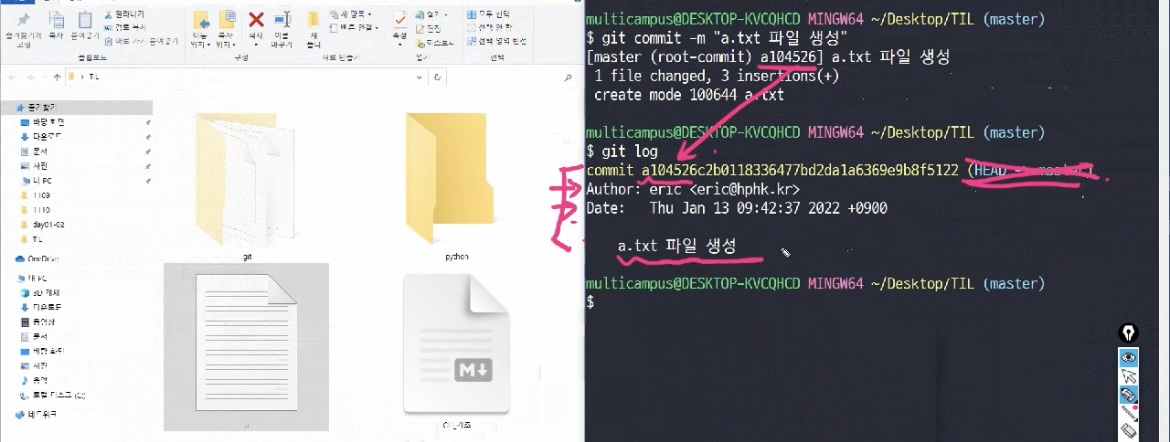 잘라내기
경로 복사
바로 가기 붙여넣기
복사
붙여넣기
이동 위치
복사 위치
삭제
이름 바꾸기
새 폴더
새 항목
빠른 연결
속성
열기
편집
히스토리
모두 선택
선택 안 함
선택 영역 반전
클립보드
구성
새로 만들기
열기
선택
TIL
즐겨찾기
바탕 화면
다운로드
문서
사진
내 PC
1109
1110
day01-02
TIL
OneDrive
내 PC
3D 개체
다운로드
동영상
문서
바탕 화면
사진
음악
로컬 디스크 (C:)
네트워크
git
python
M
multicampus@DESKTOP-KVCQHCD MINGW64 ~/Desktop/TIL (master)
$ git commit -m "a.txt 파일 생성"
[master (root-commit) a104526] a.txt 파일 생성
1 file changed, 3 insertions(+)
create mode 100644 a.txt
multicampus@DESKTOP-KVCQHCD MINGW64 ~/Desktop/TIL (master)
$ git log
commit a104526c2b0118336477bd2da1a6369e9b8f5122 (HEAD -> master)
Author: eric <eric@hphk.kr>
Date:   Thu Jan 13 09:42:37 2022 +0900
a.txt 파일 생성
multicampus@DESKTOP-KVCQHCD MINGW64 ~/Desktop/TIL (master)
$